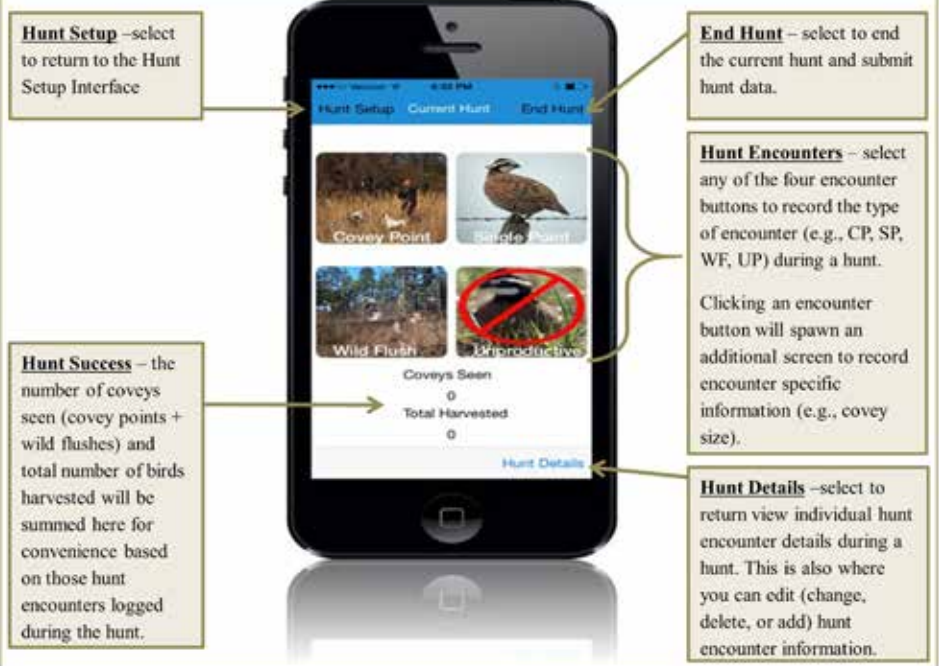 Hunt Setup –select
to return to the Hunt
Setup Interface
End Hunt – select to end
the current hunt and submit
hunt data.
Verizon
Hunt Setup Current Hunt End Hunt
Covey Point
Single Point
Wild Flush
Unproductive
Coveys Seen
0
Total Harvested
0
Hunt Details
Hunt Encounters – select
any of the four encounter
buttons to record the type
of encounter (e.g., CP, SP,
WF, UP) during a hunt.
Clicking an encounter
button will spawn an
additional screen to record
encounter specific
information (e.g., covey
size).
Hunt Success – the
number of coveys
seen (covey points +
wild flushes) and
total number of birds
harvested will be
summed here for
convenience based
on those hunt
encounters logged
during the hunt.
Hunt Details –select to
return view individual hunt
encounter details during a
hunt. This is also where
you can edit (change,
delete, or add) hunt
encounter information.